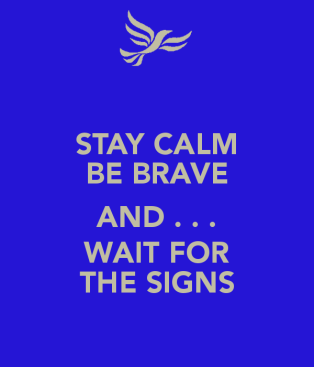 STAY CALM
BE BRAVE
AND . . .
WAIT FOR
THE SIGNS